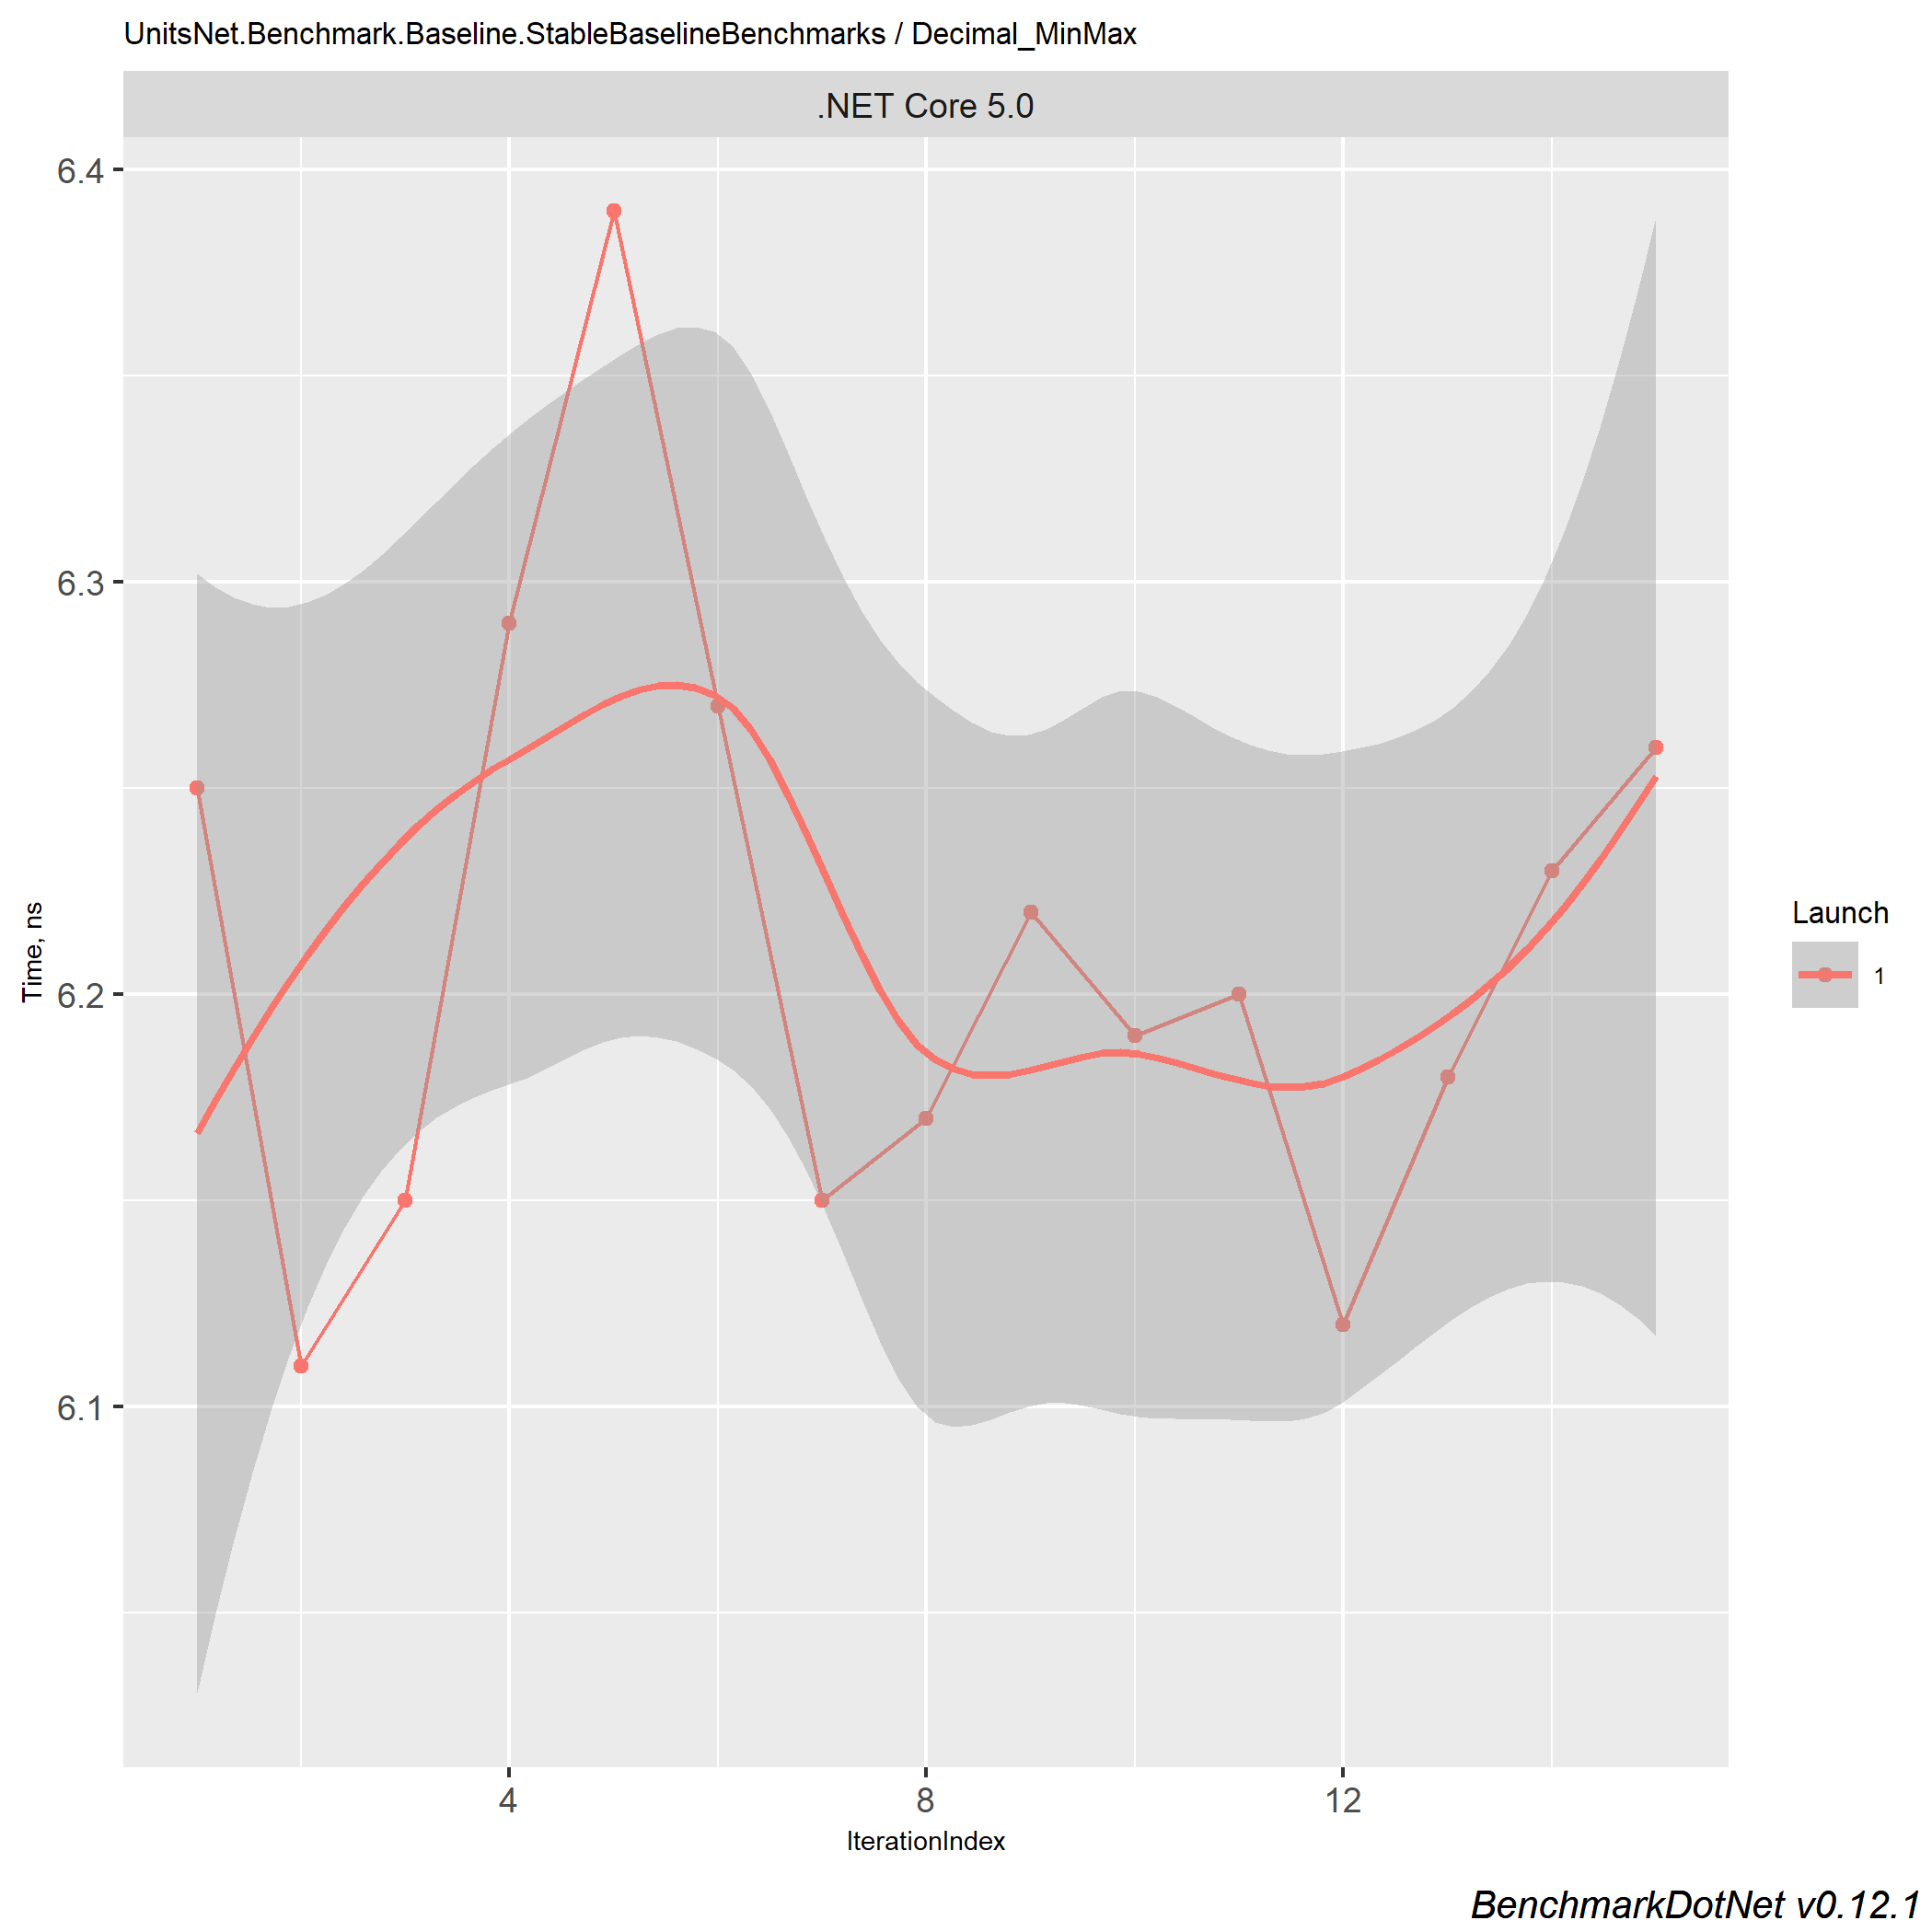 UnitsNet.Benchmark.Baseline.StableBaselineBenchmarks / Decimal_MinMax
.NET Core 5.0
6.4
6.3
6.2
6.1
Time, ns
4
8
12
IterationIndex
Launch
1
BenchmarkDotNet v0.12.1